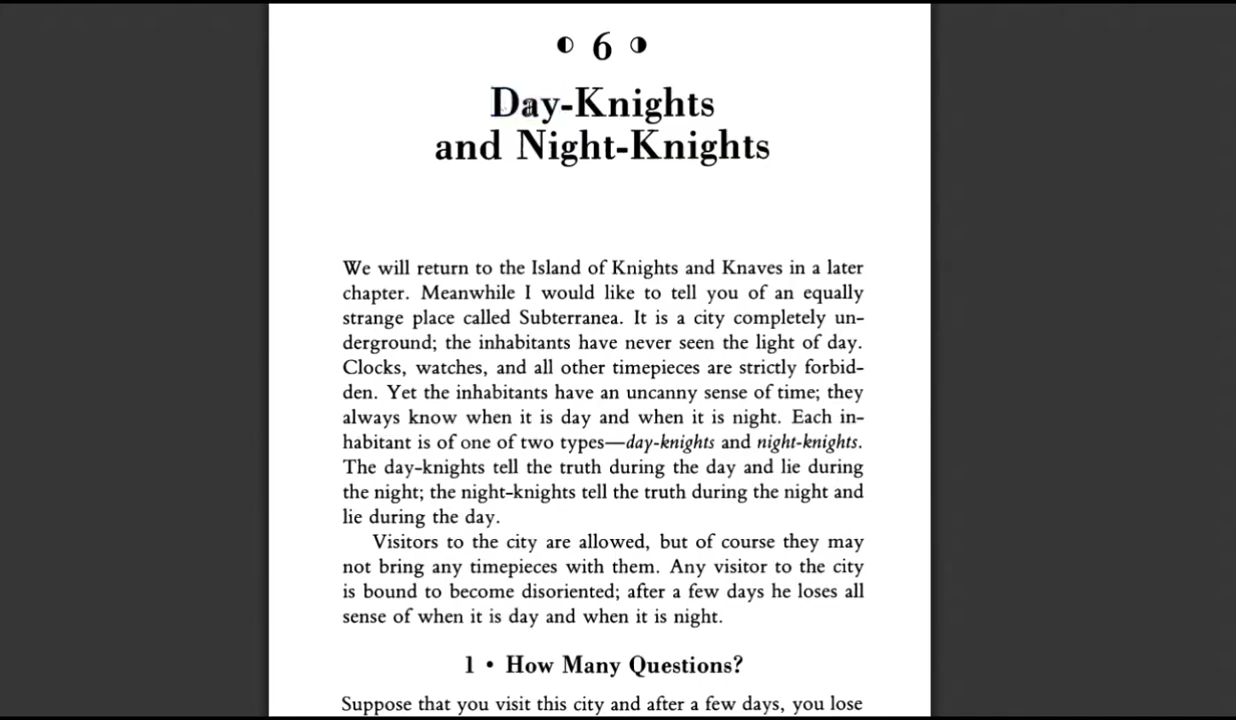 6
Day-Knights
and Night-Knights
We will return to the Island of Knights and Knaves in a later
chapter. Meanwhile I would like to tell you of an equally
strange place called Subterranea. It is a city completely un-
derground; the inhabitants have never seen the light of day.
Clocks, watches, and all other timepieces are strictly forbid-
den. Yet the inhabitants have an uncanny sense of time; they
always know when it is day and when it is night. Each in-
habitant is of one of two types—day-knights and night-knights.
The day-knights tell the truth during the day and lie during
the night; the night-knights tell the truth during the night and
lie during the day.
Visitors to the city are allowed, but of course they may
not bring any timepieces with them. Any visitor to the city
is bound to become disoriented; after a few days he loses all
sense of when it is day and when it is night.
1 • How Many Questions?
Suppose that you visit this city and after a few days, you lose